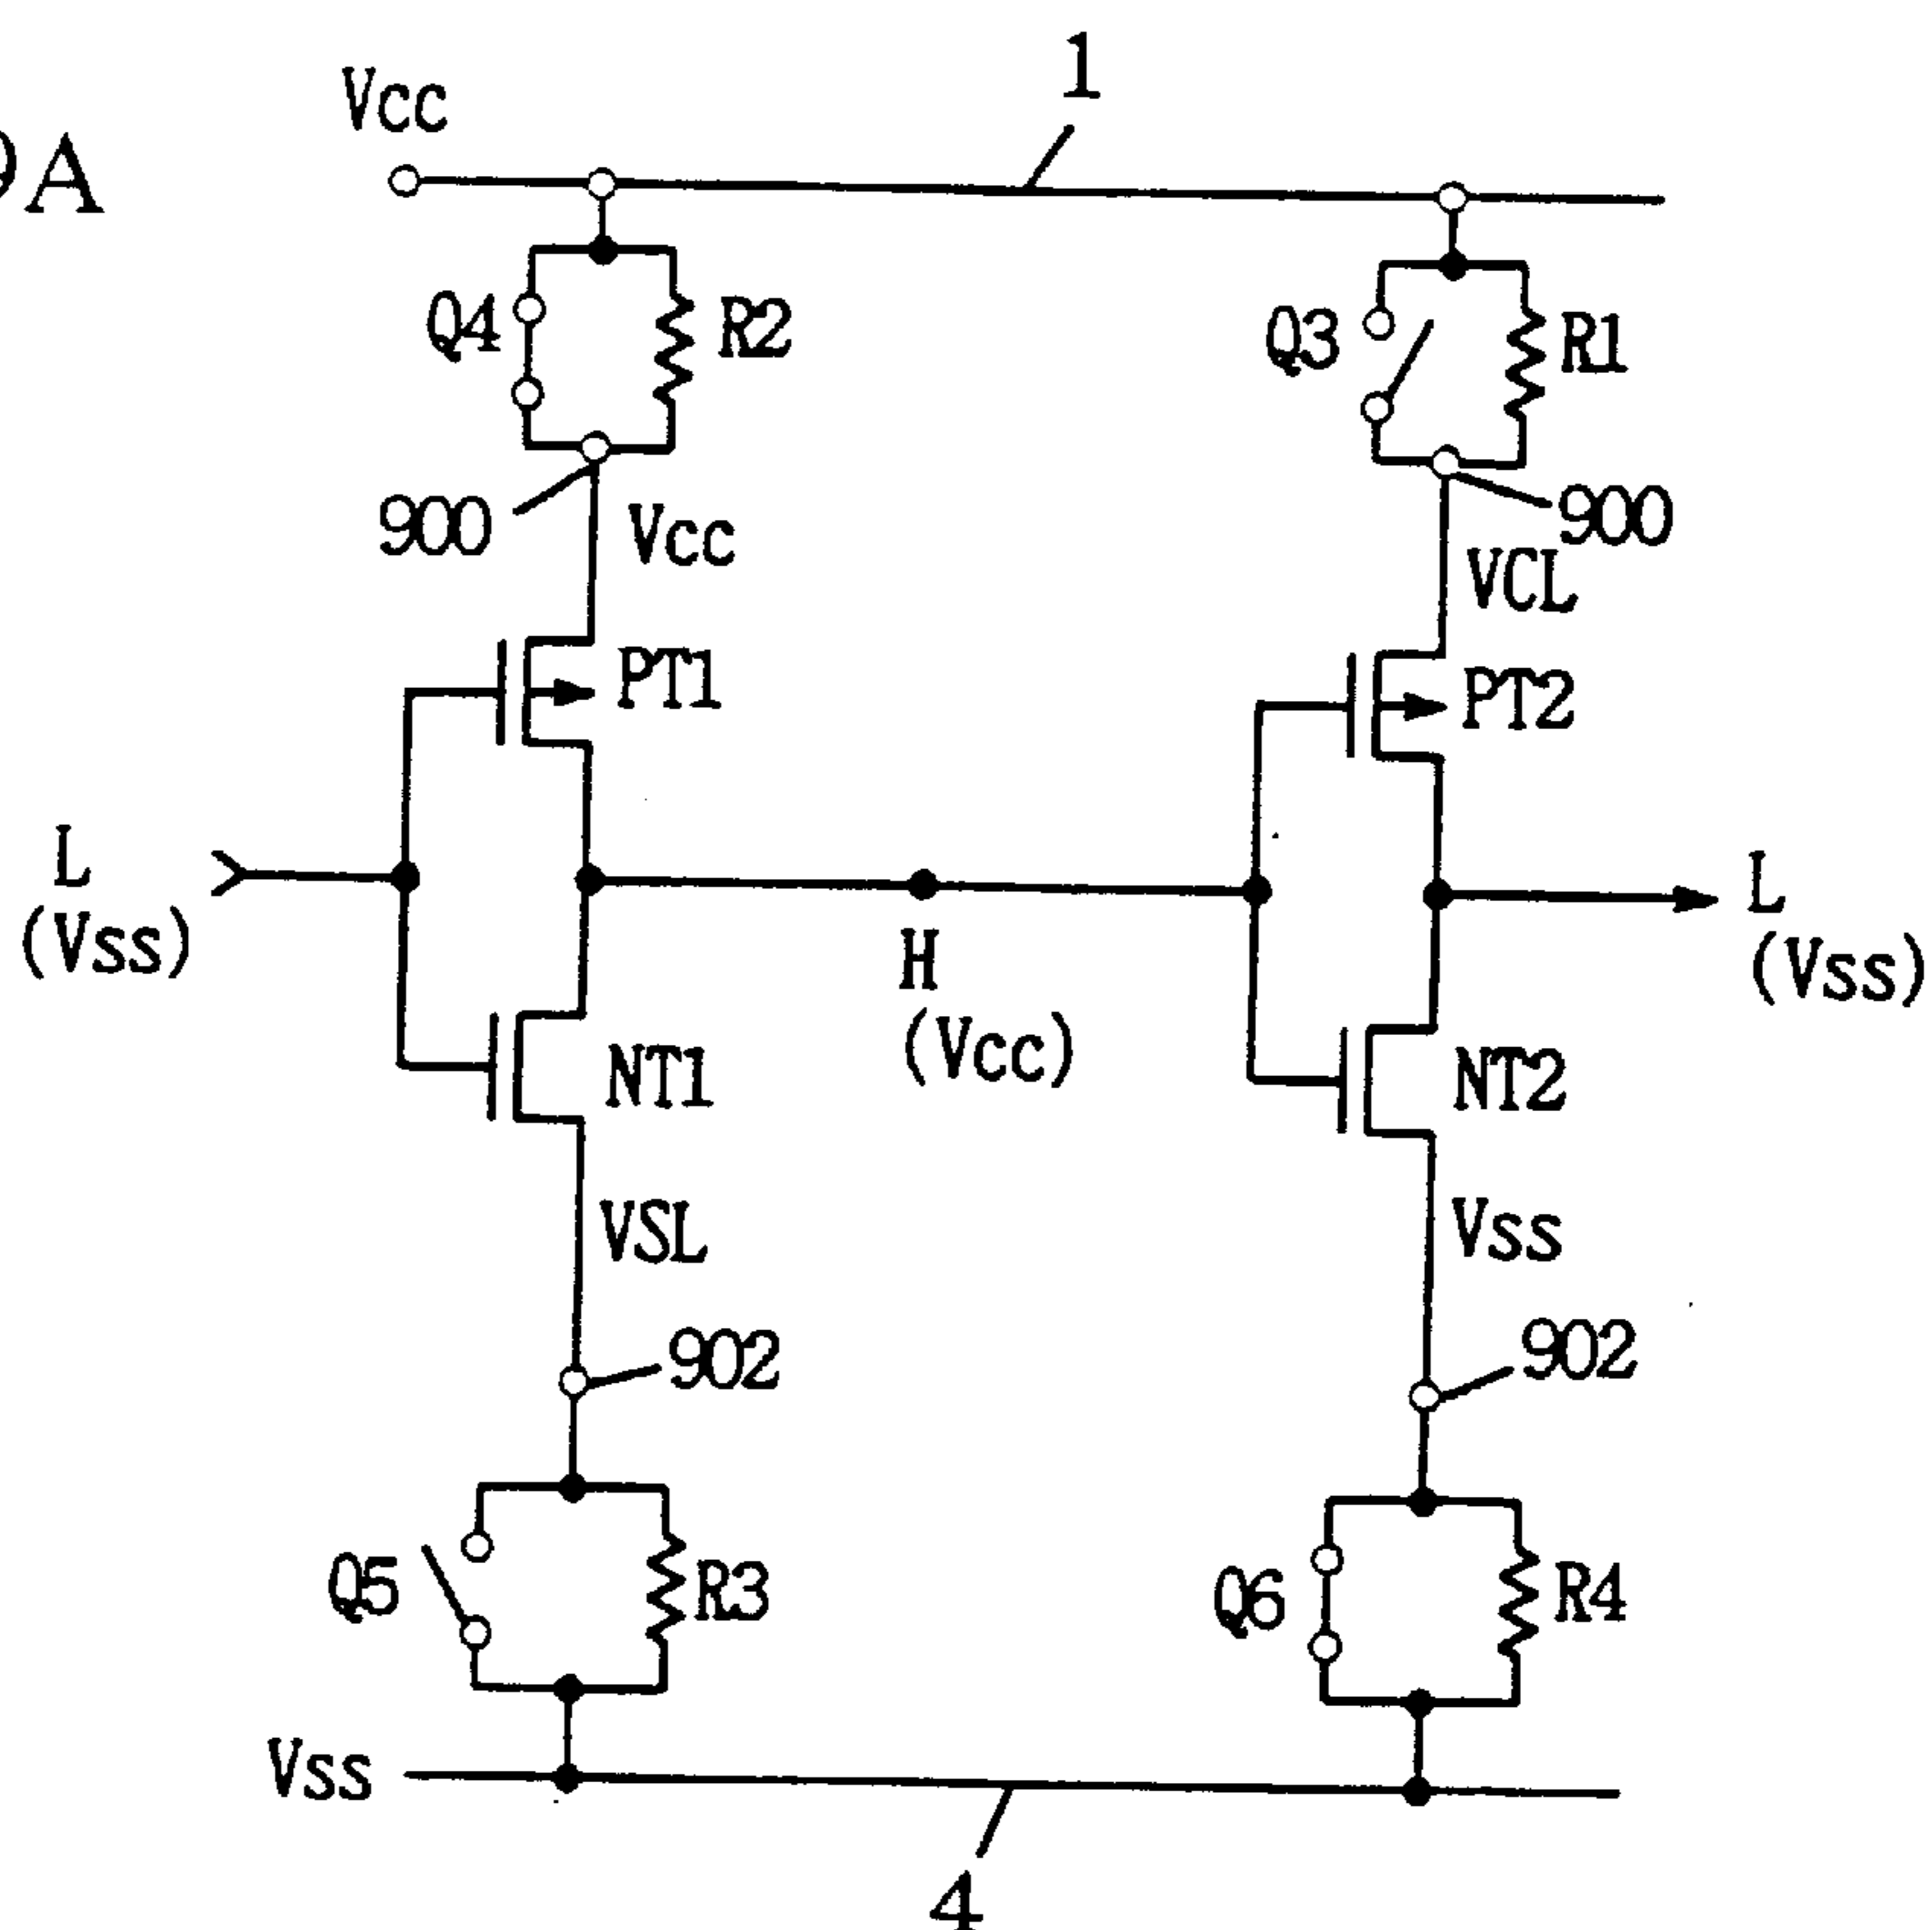 1
Vcc
A
Q4
R2
Q3
R1
900
Vcc
900
VCL
PT1
PT2
L
(Vss)
H
(Vcc)
L
(Vss)
NT1
NT2
VSL
Vss
902
902
Q5
R3
Q6
R4
Vss
4